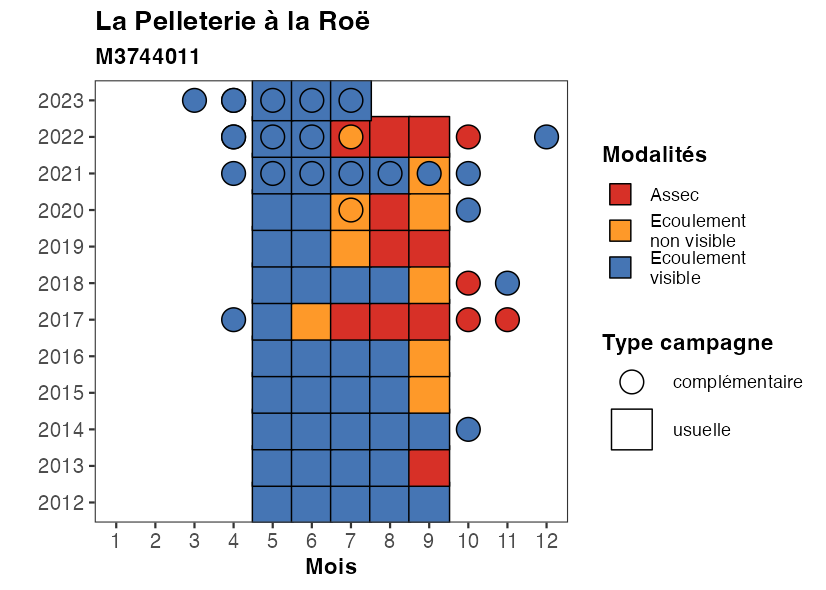 La Pelleterie à la Roë
M3744011
2023
2022
2021
2020
2019
2018
2017
2016
2015
2014
2013
2012
1 2 3 4 5 6 7 8 9 10 11 12
Mois
Modalités
Assec
Ecoulement
non visible
Ecoulement
visible
Type campagne
complémentaire
usuelle